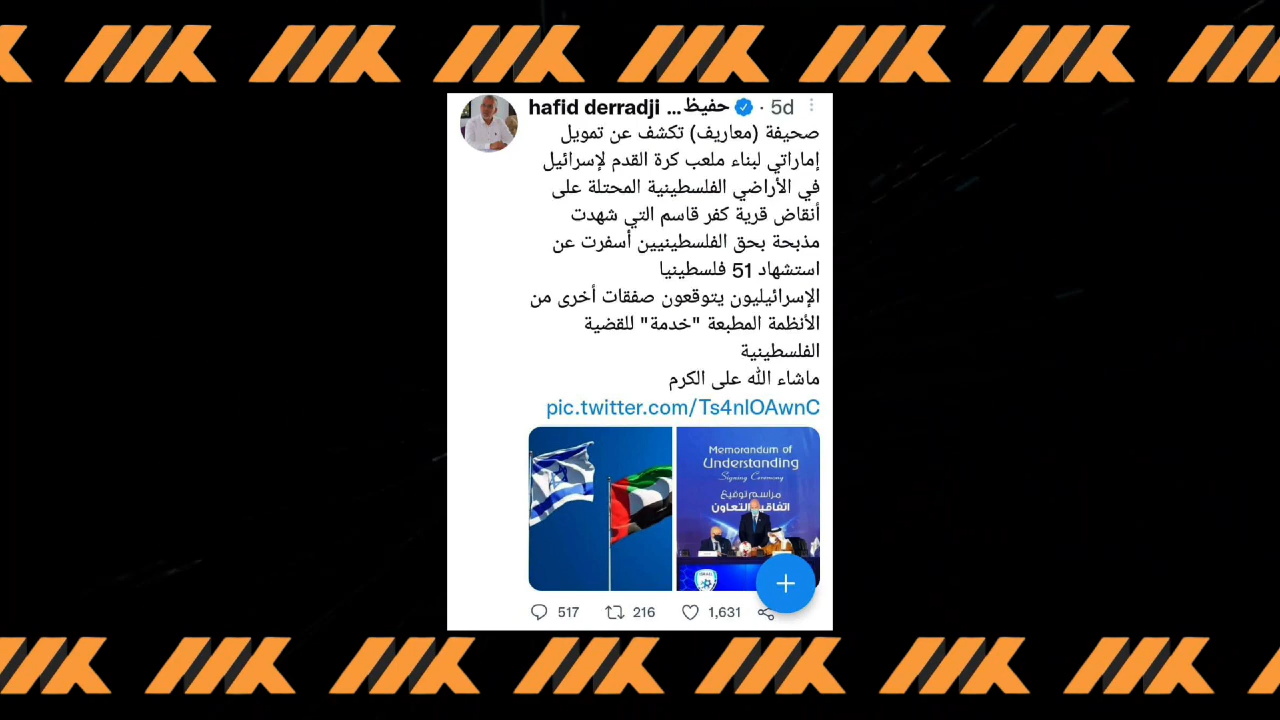 hafid derradji حفيظ... · 5d
صحيفة (معاريف) تكشف عن تمويل
إماراتي لبناء ملعب كرة القدم لإسرائيل
في الأراضي الفلسطينية المحتلة على
أنقاض قرية كفر قاسم التي شهدت
مذبحة بحق الفلسطينيين أسفرت عن
استشهاد 51 فلسطينيا
الإسرائيليون يتوقعون صفقات أخرى من
الأنظمة المطبعة "خدمة" للقضية
الفلسطينية
ماشاء الله على الكرم
pic.twitter.com/Ts4nlOAwnC
Memorandum of
Understanding
Signing Ceremony
مراسم توقيع
اتفاقية التعاون
ISRAEL
517 216 1,631